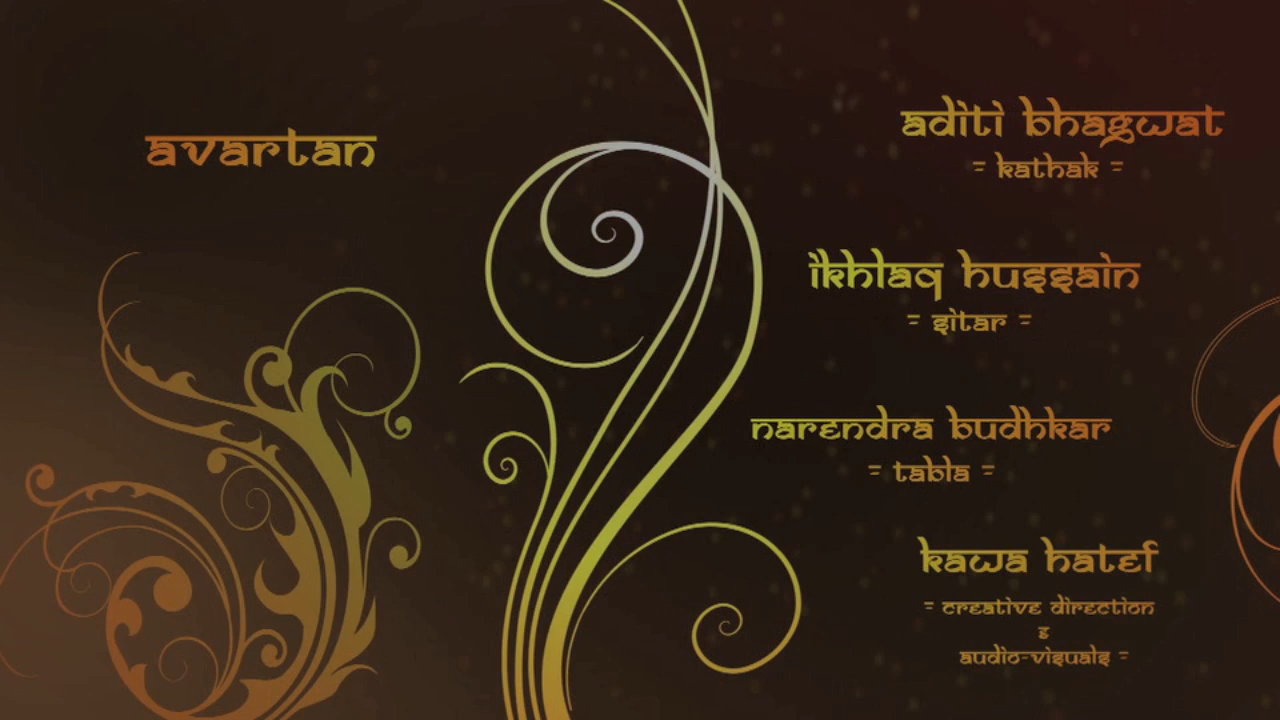 avartan
aditi bhagwat
- kathak -
ikhlaq hussain
- sitar -
narendra budhkar
- tabla -
kawa hatef
- creative direction
&
audio-visuals -